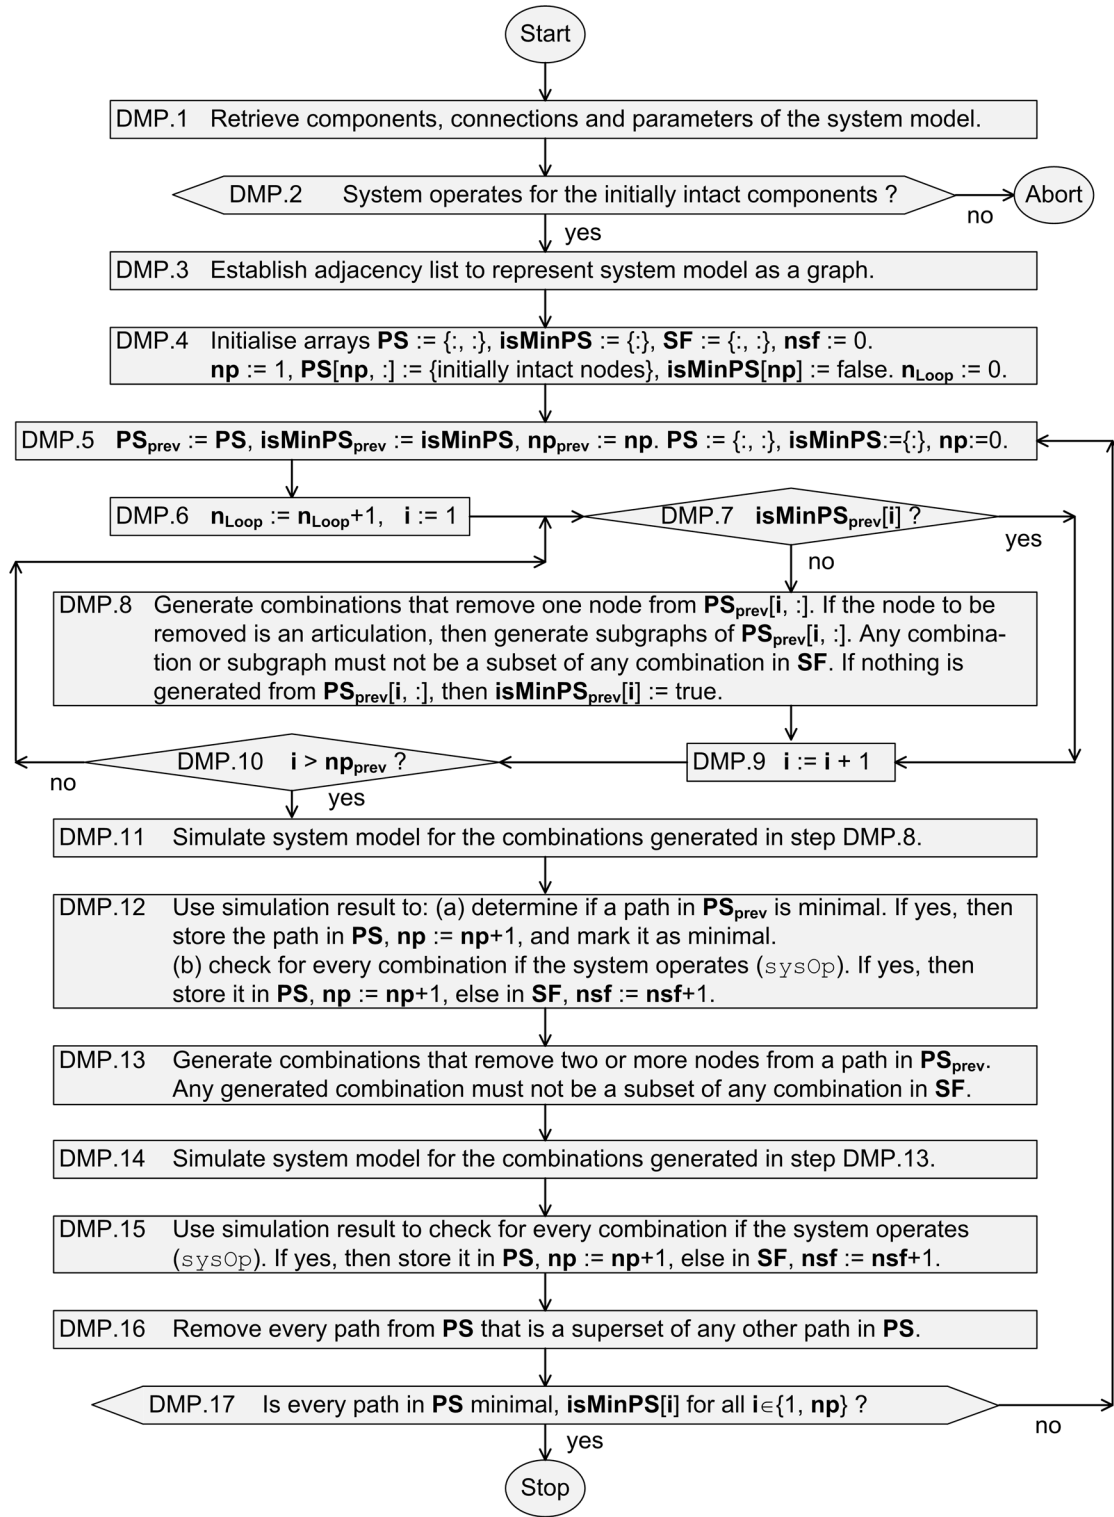 Start
DMP.1 Retrieve components, connections and parameters of the system model.
DMP.2 System operates for the initially intact components ?
no
Abort
yes
DMP.3 Establish adjacency list to represent system model as a graph.
DMP.4 Initialise arrays PS := {:, :}, isMinPS := {:}, SF := {:, :}, nsf := 0.
np := 1, PS[np, :] := {initially intact nodes}, isMinPS[np] := false. nLoop := 0.
DMP.5 PSprev := PS, isMinPSprev := isMinPS, npprev := np. PS := {:, :}, isMinPS:={:}, np:=0.
DMP.6 nLoop := nLoop+1, i := 1
DMP.7 isMinPSprev[i] ?
yes
no
DMP.8 Generate combinations that remove one node from PSprev[i, :]. If the node to be
removed is an articulation, then generate subgraphs of PSprev[i, :]. Any combina-
tion or subgraph must not be a subset of any combination in SF. If nothing is
generated from PSprev[i, :], then isMinPSprev[i] := true.
DMP.10 i > npprev ?
DMP.9 i := i + 1
no
yes
DMP.11 Simulate system model for the combinations generated in step DMP.8.
DMP.12 Use simulation result to: (a) determine if a path in PSprev is minimal. If yes, then
store the path in PS, np := np+1, and mark it as minimal.
(b) check for every combination if the system operates (sysOp). If yes, then
store it in PS, np := np+1, else in SF, nsf := nsf+1.
DMP.13 Generate combinations that remove two or more nodes from a path in PSprev.
Any generated combination must not be a subset of any combination in SF.
DMP.14 Simulate system model for the combinations generated in step DMP.13.
DMP.15 Use simulation result to check for every combination if the system operates
(sysOp). If yes, then store it in PS, np := np+1, else in SF, nsf := nsf+1.
DMP.16 Remove every path from PS that is a superset of any other path in PS.
DMP.17 Is every path in PS minimal, isMinPS[i] for all i∈{1, np} ?
no
yes
Stop